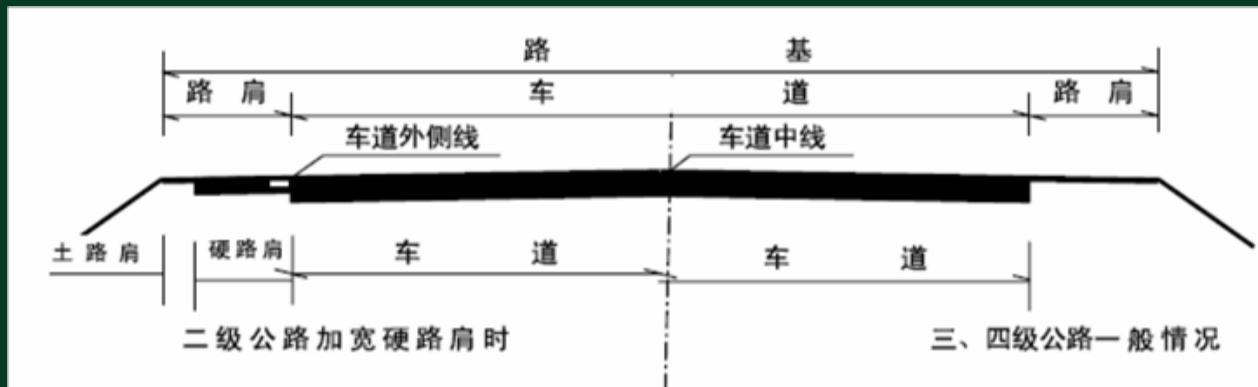 路 基
路 肩 车 道 路 肩
车道外侧线 车道中线
土 路 肩 硬 路 肩 车 道 车 道
二级公路加宽硬路肩时 三、四级公路一般情况